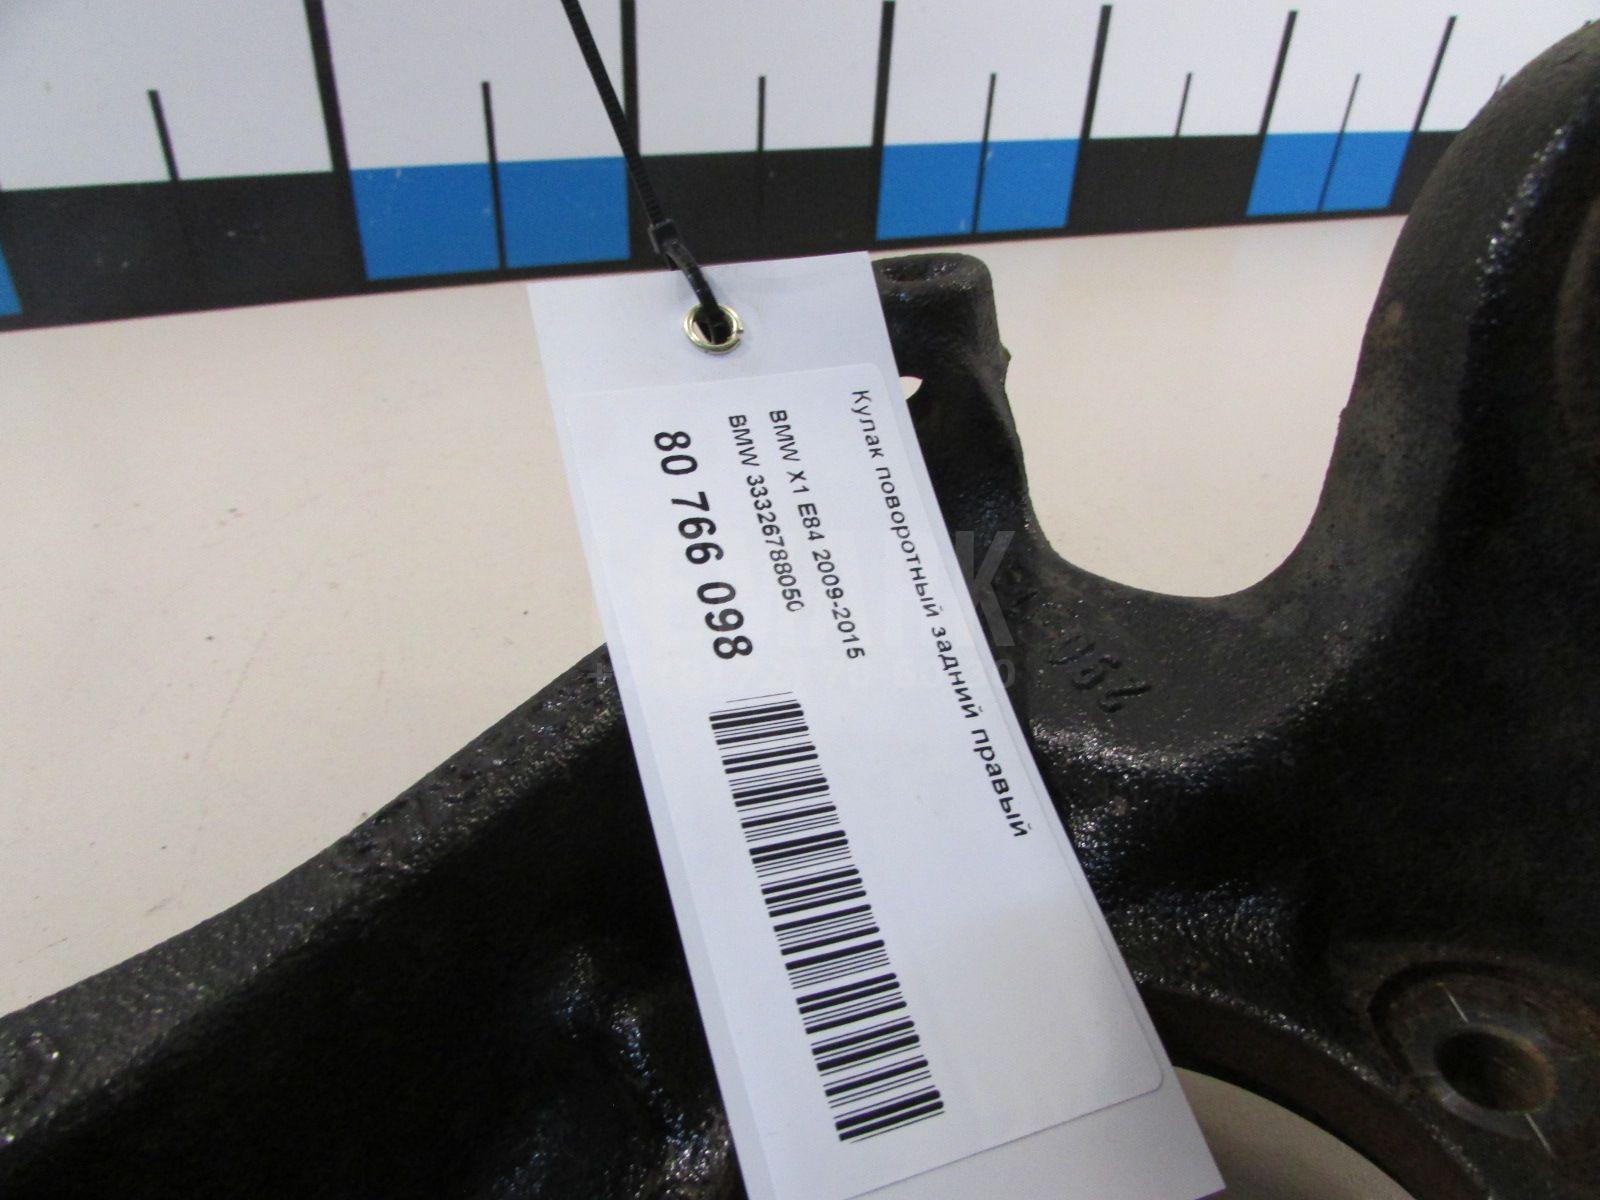 Кулак поворотный задний правый
BMW X1 E84 2009-2015
BMW 33326788050
80 766 098